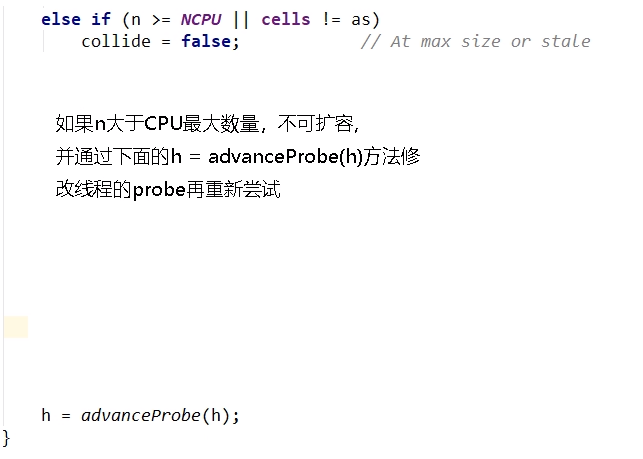 else if (n >= NCPU || cells != as)
collide = false; // At max size or stale
如果n大于CPU最大数量，不可扩容,
并通过下面的h = advanceProbe(h)方法修
改线程的probe再重新尝试
h = advanceProbe(h);
}